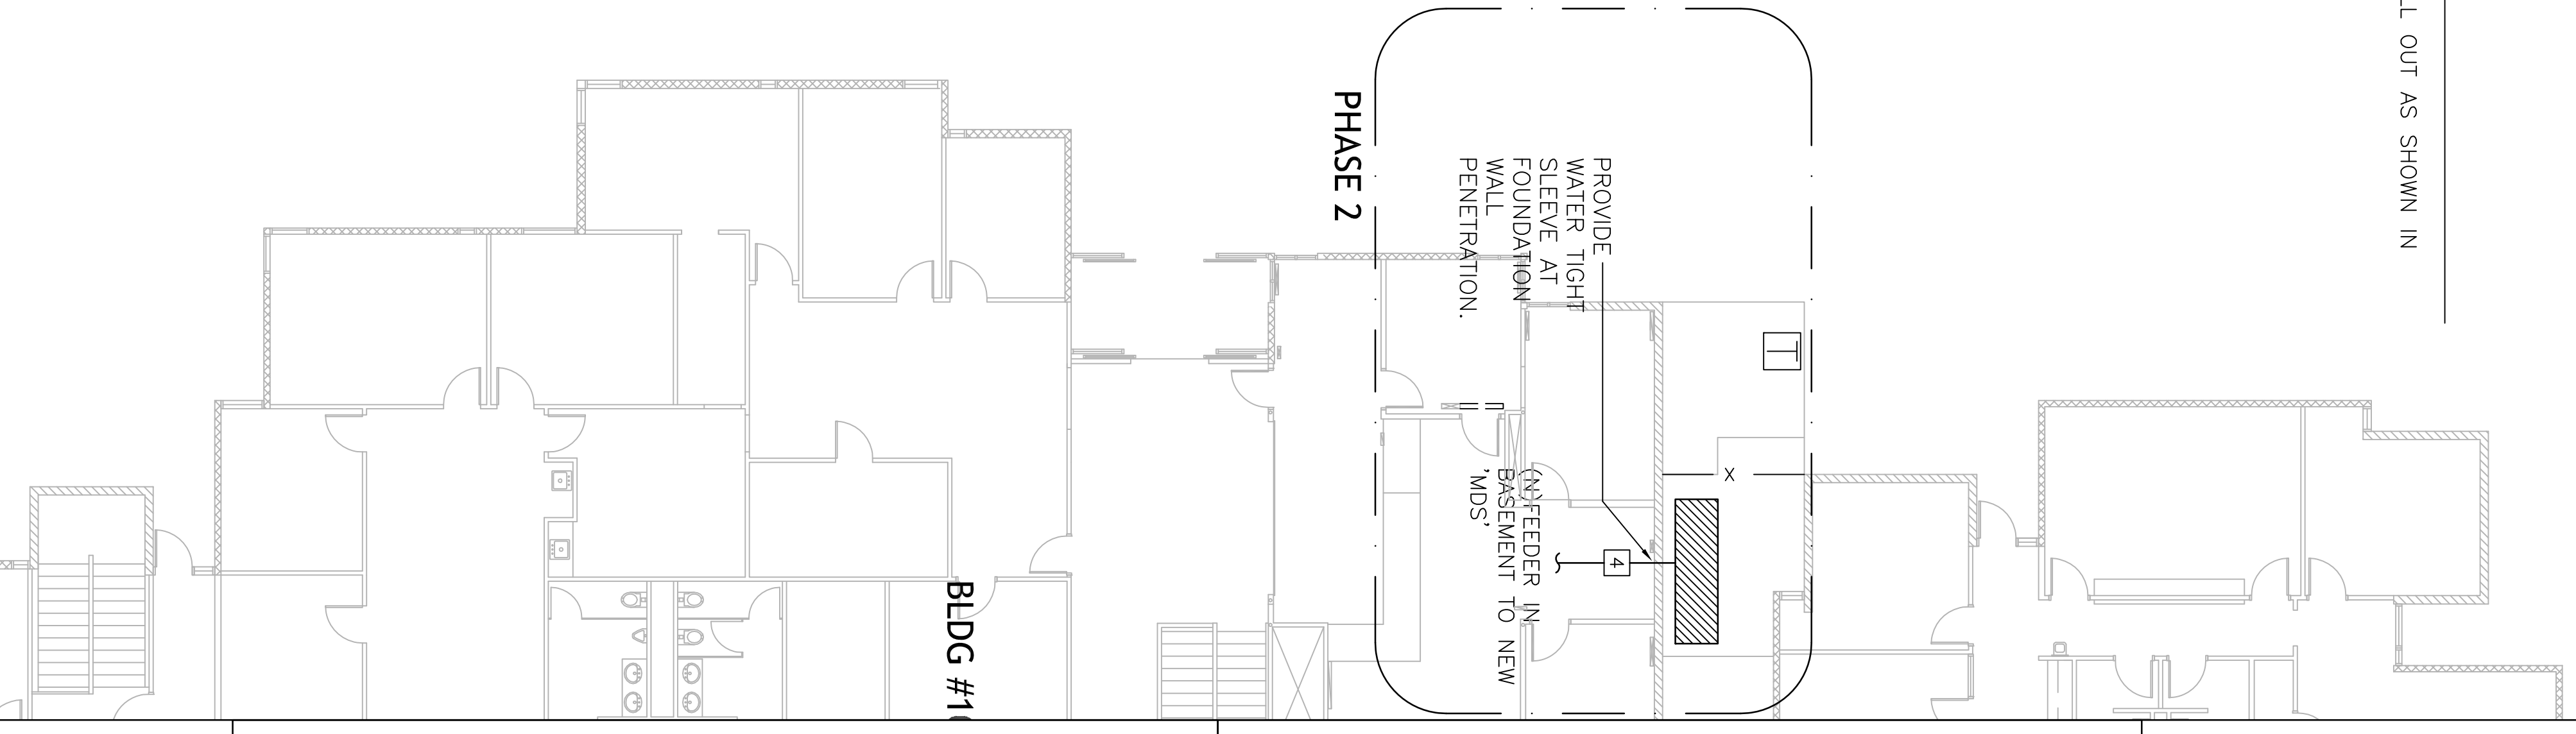 LL OUT AS SHOWN IN
PHASE 2
PROVIDE
WATER TIGHT
SLEEVE AT
FOUNDATION
WALL
PENETRATION.
T
X
4
(N) FEEDER IN
BASEMENT TO NEW
'MDS'
BLDG #1